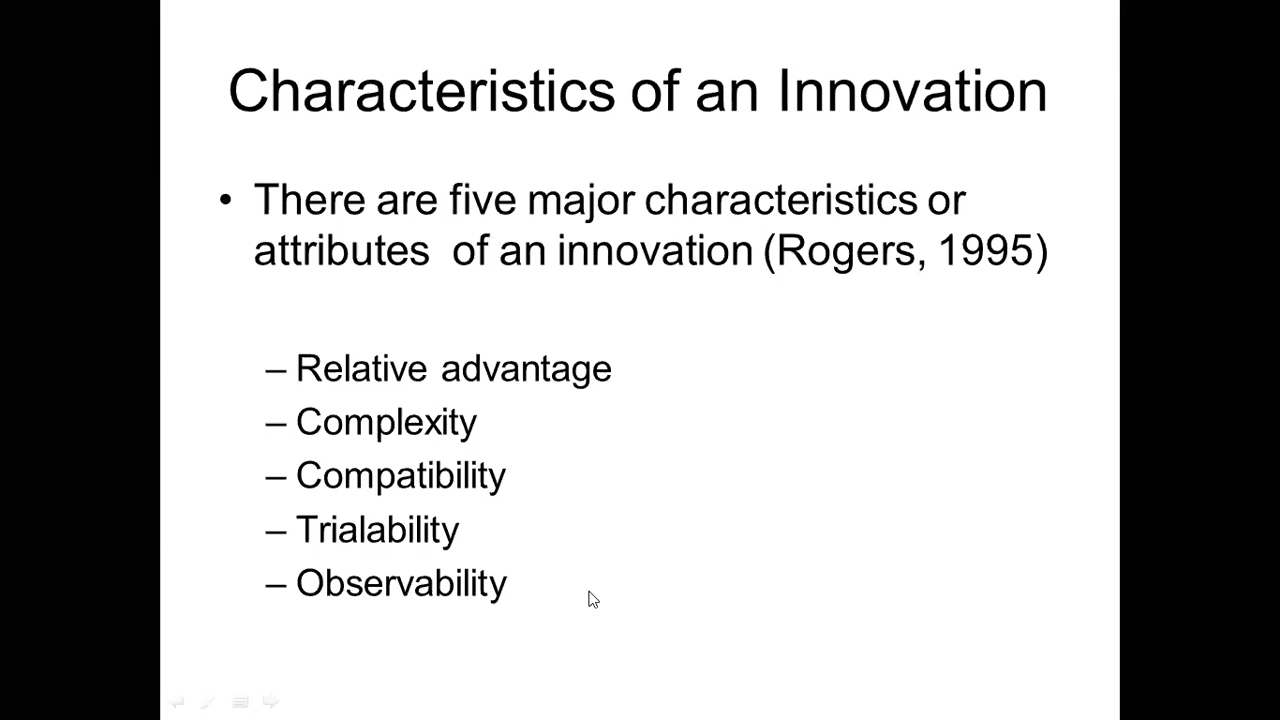 Characteristics of an Innovation
• There are five major characteristics or
attributes of an innovation (Rogers, 1995)
– Relative advantage
– Complexity
– Compatibility
– Trialability
– Observability